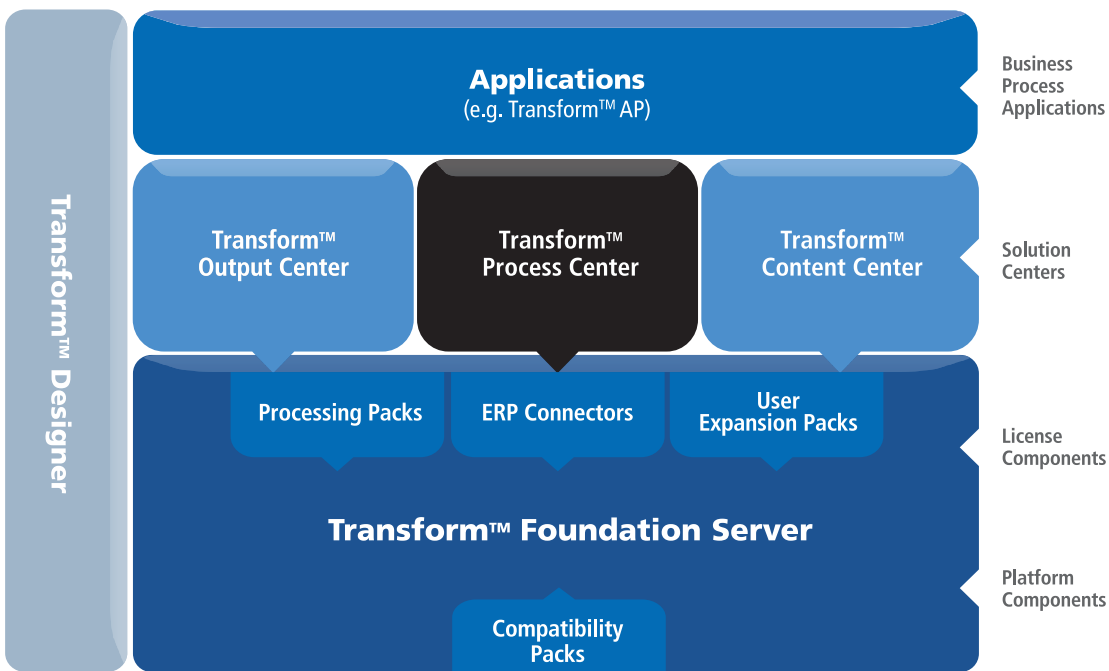 Transform™ Designer
Applications
(e.g. Transform™ AP)
Business
Process
Applications
Transform™
Output Center
Transform™
Process Center
Transform™
Content Center
Solution
Centers
Processing Packs
ERP Connectors
User
Expansion Packs
License
Components
Transform™ Foundation Server
Platform
Components
Compatibility
Packs